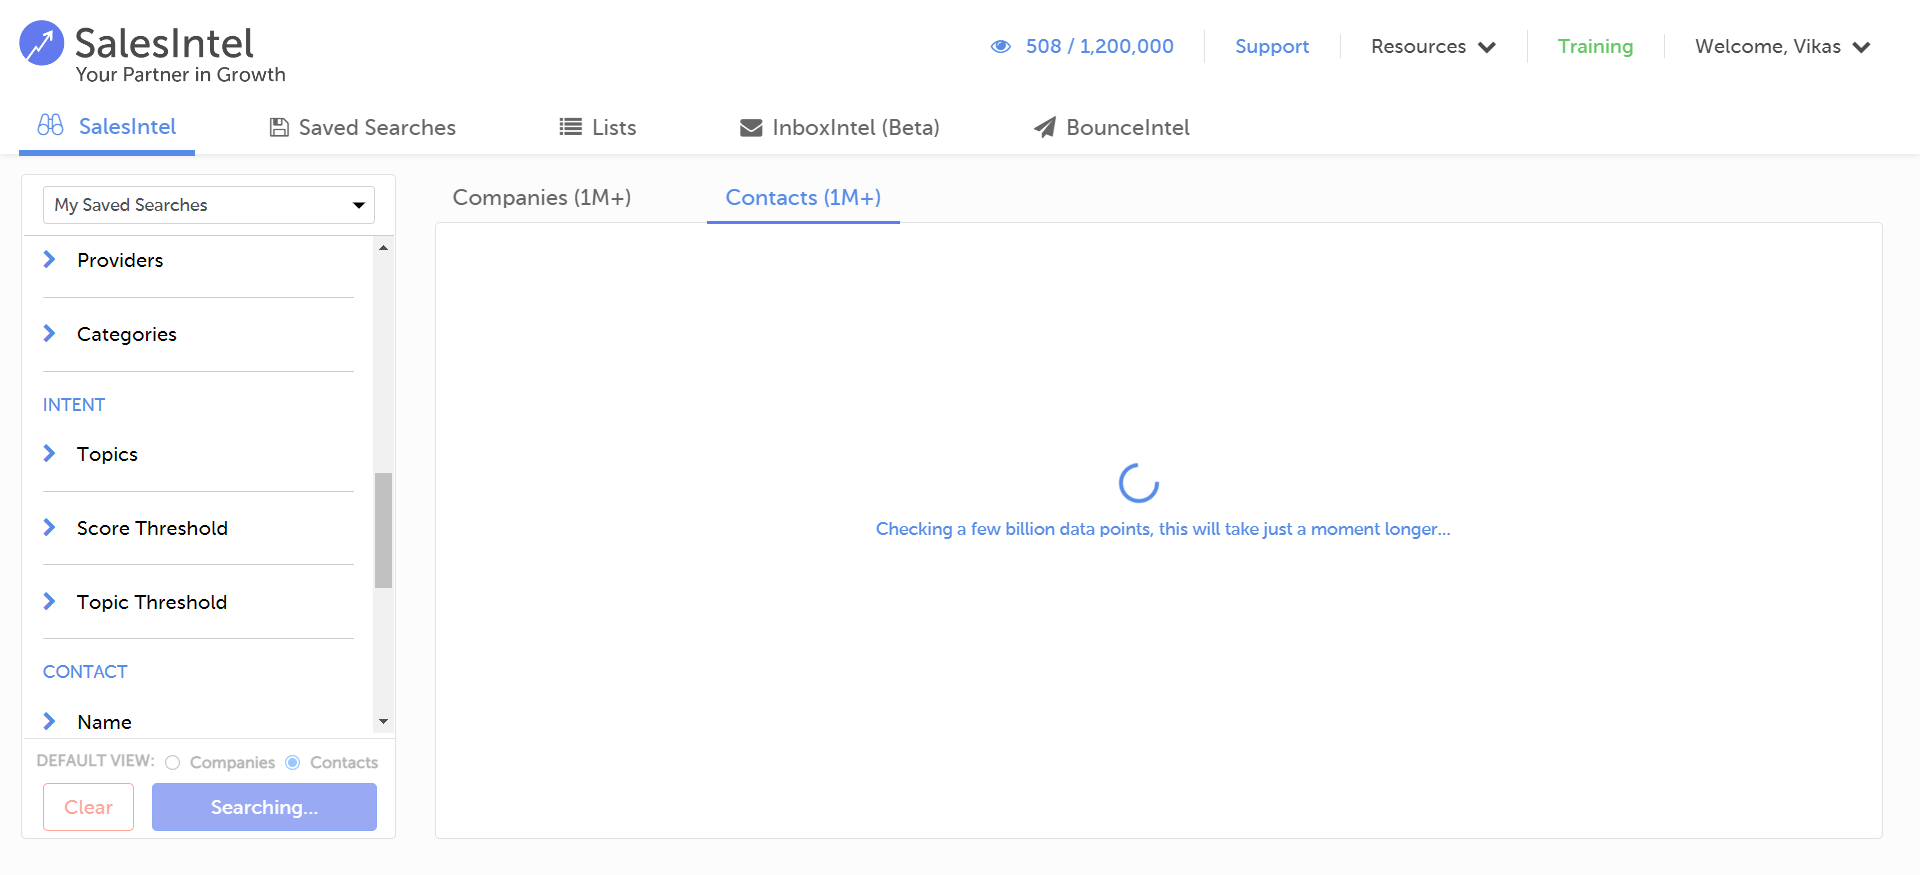 SalesIntel
Your Partner in Growth
508 / 1,200,000
Support
Resources
Training
Welcome, Vikas
SalesIntel
Saved Searches
Lists
InboxIntel (Beta)
BounceIntel
My Saved Searches
Providers
Categories
INTENT
Topics
Score Threshold
Topic Threshold
CONTACT
Name
DEFAULT VIEW: Companies Contacts
Clear
Searching...
Companies (1M+)
Contacts (1M+)
Checking a few billion data points, this will take just a moment longer...